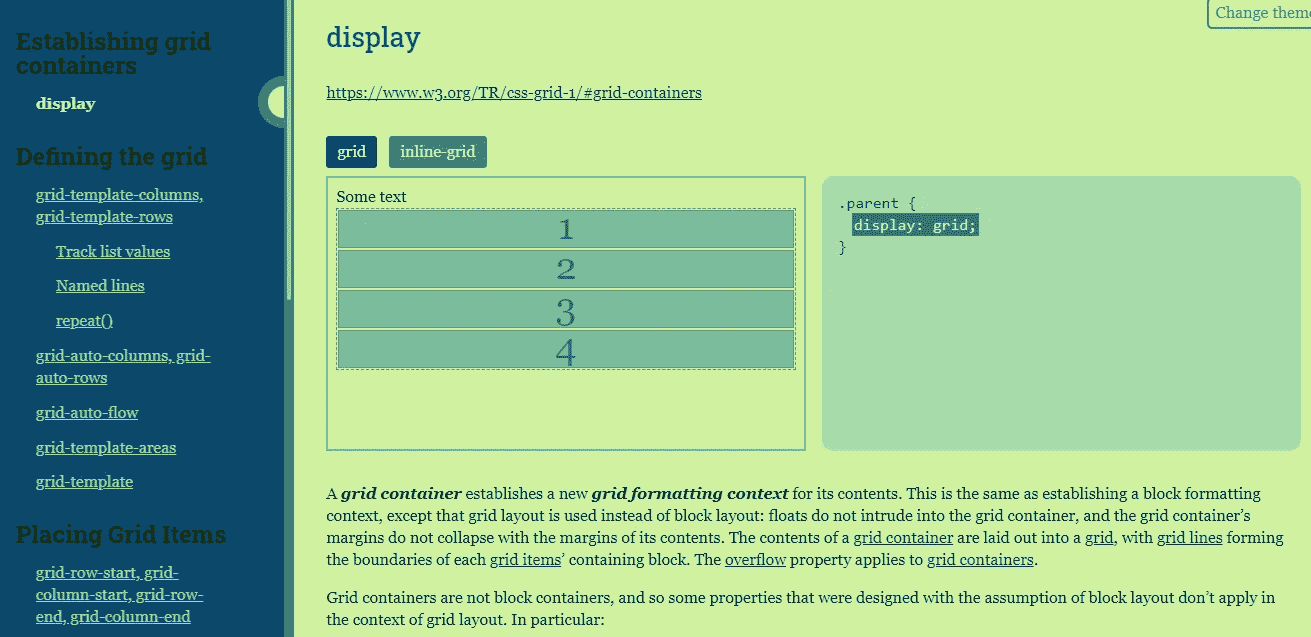 Establishing grid
containers
display
Defining the grid
grid-template-columns,
grid-template-rows
Track list values
Named lines
repeat()
grid-auto-columns, grid-
auto-rows
grid-auto-flow
grid-template-areas
grid-template
Placing Grid Items
grid-row-start, grid-
column-start, grid-row-
end, grid-column-end
Change theme
display
https://www.w3.org/TR/css-grid-1/#grid-containers
grid inline-grid
Some text
1
2
3
4
.parent {
display: grid;
}
A grid container establishes a new grid formatting context for its contents. This is the same as establishing a block formatting
context, except that grid layout is used instead of block layout: floats do not intrude into the grid container, and the grid container’s
margins do not collapse with the margins of its contents. The contents of a grid container are laid out into a grid, with grid lines forming
the boundaries of each grid items’ containing block. The overflow property applies to grid containers.
Grid containers are not block containers, and so some properties that were designed with the assumption of block layout don’t apply in
the context of grid layout. In particular: